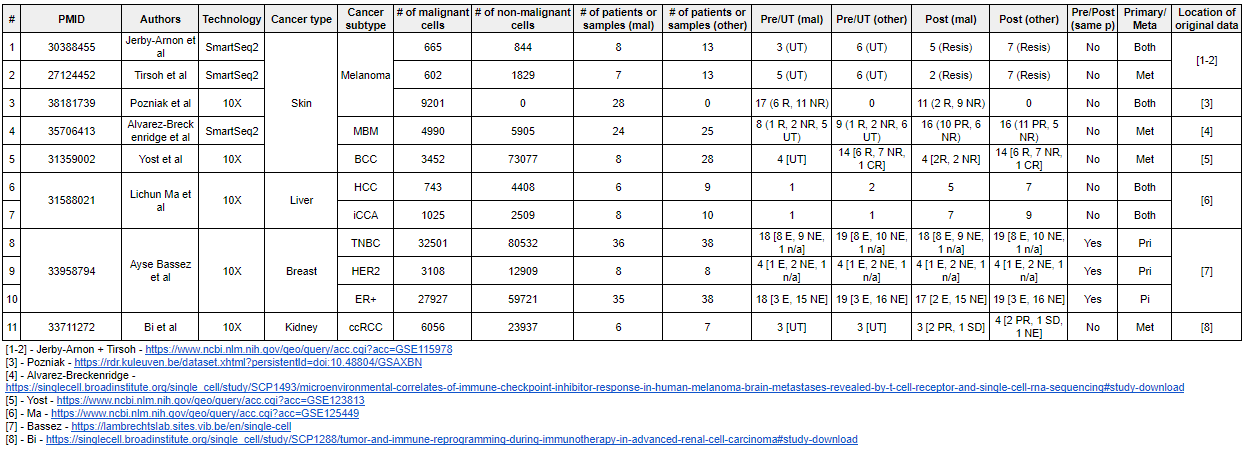 # PMID Authors Technology Cancer type Cancer subtype # of malignant cells # of non-malignant cells # of patients or samples (mal) # of patients or samples (other) Pre/UT (mal) Pre/UT (other) Post (mal) Post (other) Pre/Post (same p) Primary/ Meta Location of original data
1 30388455 Jerby-Arnon et al SmartSeq2 Skin Melanoma 665 844 8 13 3 (UT) 6 (UT) 5 (Resis) 7 (Resis) No Both [1-2]
2 27124452 Tirsoh et al SmartSeq2 602 1829 7 13 5 (UT) 6 (UT) 2 (Resis) 7 (Resis) No Met
3 38181739 Pozniak et al 10X 9201 0 28 0 17 (6 R, 11 NR) 0 11 (2 R, 9 NR) 0 No Both [3]
4 35706413 Alvarez-Breck enridge et al SmartSeq2 MBM 4990 5905 24 25 8 (1 R, 2 NR, 5 UT) 9 (1 R, 2 NR, 6 UT) 16 (10 PR, 6 NR) 16 (11 PR, 5 NR) No Met [4]
5 31359002 Yost et al 10X BCC 3452 73077 8 28 4 [UT] 14 [6 R, 7 NR, 1 CR] 4 [2R, 2 NR] 14 [6 R, 7 NR, 1 CR] No Met [5]
6 31588021 Lichun Ma et al 10X Liver HCC 743 4408 6 9 1 2 5 7 No Both [6]
7 iCCA 1025 2509 8 10 1 1 7 9 No Both
8 33958794 Ayse Bassez et al 10X Breast TNBC 32501 80532 36 38 18 [8 E, 9 NE, 1 n/a] 19 [8 E, 10 NE, 1 n/a] 18 [8 E, 9 NE, 1 n/a] 19 [8 E, 10 NE, 1 n/a] Yes Pri [7]
9 HER2 3108 12909 8 8 4 [1 E, 2 NE, 1 n/a] 4 [1 E, 2 NE, 1 n/a] 4 [1 E, 2 NE, 1 n/a] 4 [1 E, 2 NE, 1 n/a] Yes Pri
10 ER+ 27927 59721 35 38 18 [3 E, 15 NE] 19 [3 E, 16 NE] 17 [2 E, 15 NE] 19 [3 E, 16 NE] Yes Pi
11 33711272 Bi et al 10X Kidney ccRCC 6056 23937 6 7 3 [UT] 3 [UT] 3 [2 PR, 1 SD] 4 [2 PR, 1 SD, 1 NE] No Met [8]
[1-2] - Jerby-Arnon + Tirsoh - https://www.ncbi.nlm.nih.gov/geo/query/acc.cgi?acc=GSE115978
[3] - Pozniak - https://rdr.kuleuven.be/dataset.xhtml?persistentId=doi:10.48804/GSAXBN
[4] - Alvarez-Breckenridge -
https://singlecell.broadinstitute.org/single_cell/study/SCP1493/microenvironmental-correlates-of-immune-checkpoint-inhibitor-response-in-human-melanoma-brain-metastases-revealed-by-t-cell-receptor-and-single-cell-rna-sequencing#study-download
[5] - Yost - https://www.ncbi.nlm.nih.gov/geo/query/acc.cgi?acc=GSE123813
[6] - Ma - https://www.ncbi.nlm.nih.gov/geo/query/acc.cgi?acc=GSE125449
[7] - Bassez - https://lambrechtslab.sites.vib.be/en/single-cell
[8] - Bi - https://singlecell.broadinstitute.org/single_cell/study/SCP1288/tumor-and-immune-reprogramming-during-immunotherapy-in-advanced-renal-cell-carcinoma#study-download